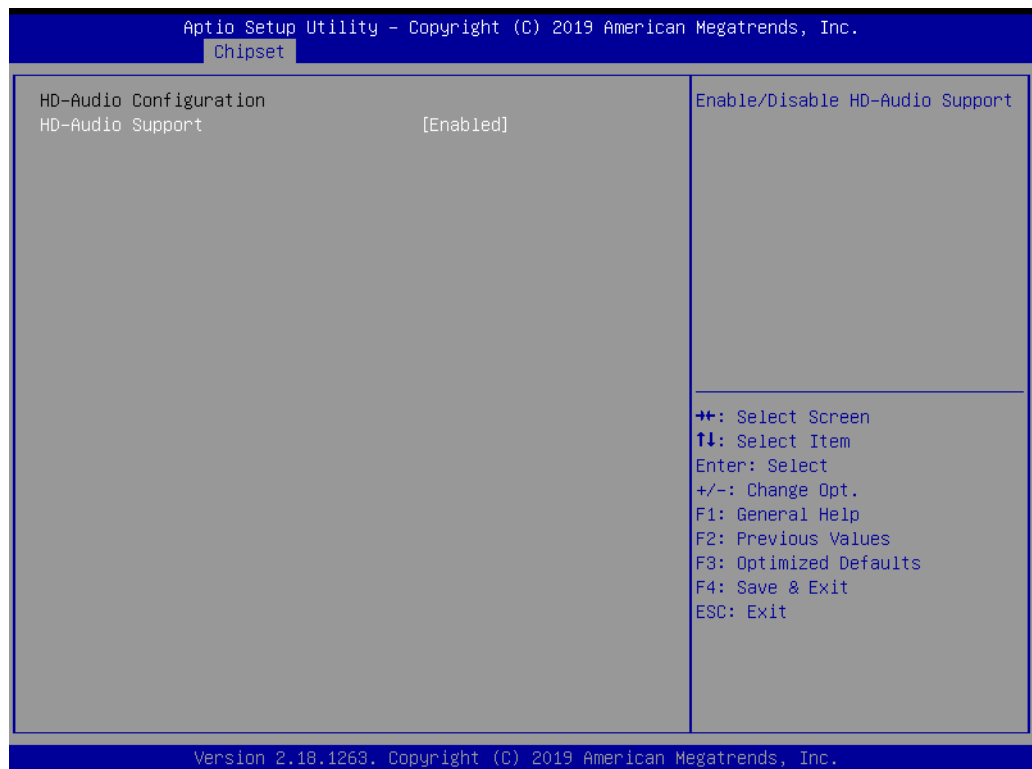 Aptio Setup Utility – Copyright (C) 2019 American Megatrends, Inc.
Chipset
HD-Audio Configuration
HD-Audio Support [Enabled]
Enable/Disable HD-Audio Support
→←: Select Screen
↑↓: Select Item
Enter: Select
+/-: Change Opt.
F1: General Help
F2: Previous Values
F3: Optimized Defaults
F4: Save & Exit
ESC: Exit
Version 2.18.1263. Copyright (C) 2019 American Megatrends, Inc.